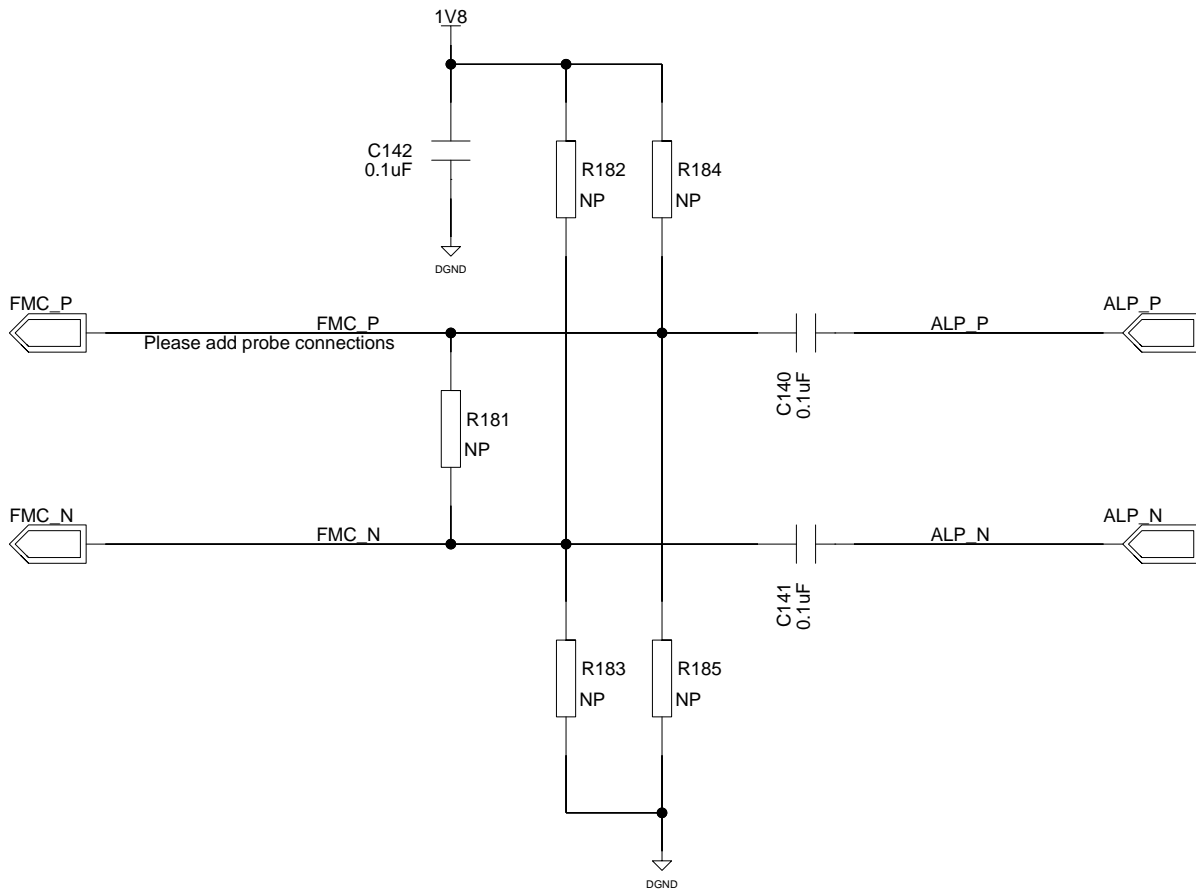 1V8
C142
0.1uF
R182
NP
R184
NP
DGND
FMC_P
FMC_P
Please add probe connections
ALP_P
ALP_P
C140
0.1uF
R181
NP
FMC_N
FMC_N
ALP_N
ALP_N
C141
0.1uF
R183
NP
R185
NP
DGND